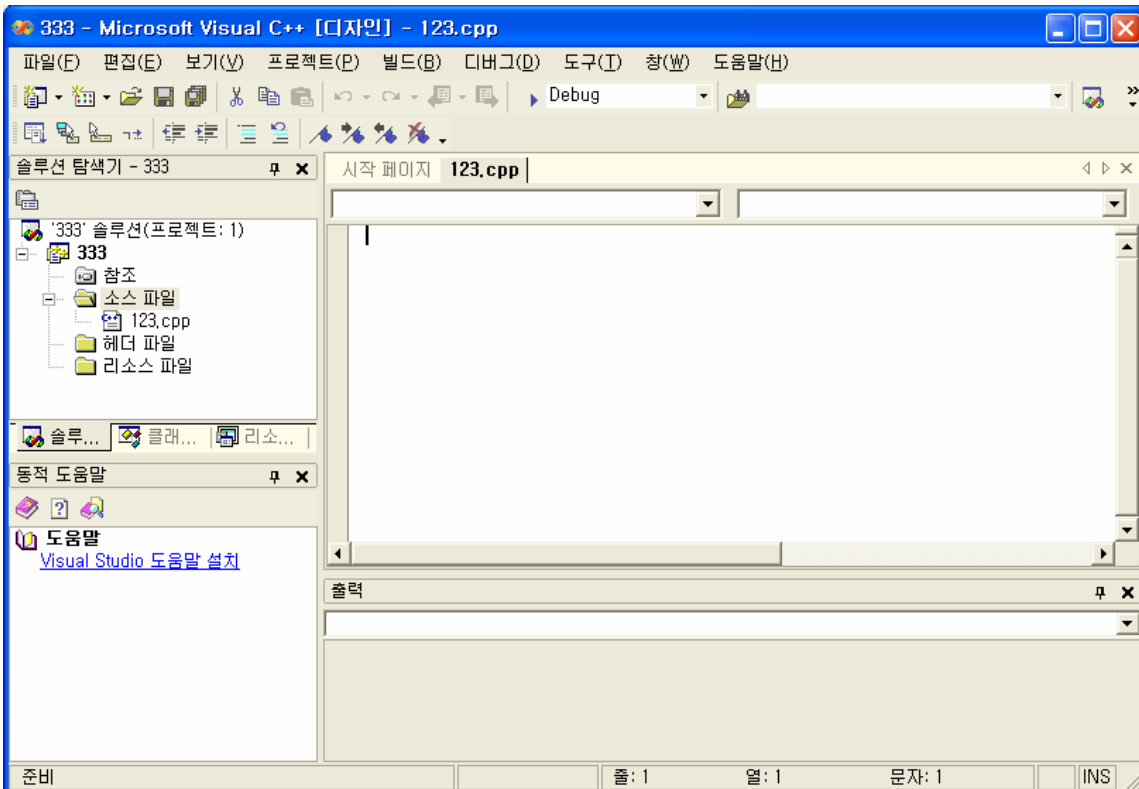 333 - Microsoft Visual C++ [디자인] - 123.cpp
파일(F) 편집(E) 보기(V) 프로젝트(P) 빌드(B) 디버그(D) 도구(T) 창(W) 도움말(H)
Debug
솔루션 탐색기 - 333
'333' 솔루션(프로젝트: 1)
333
참조
소스 파일
123.cpp
헤더 파일
리소스 파일
솔루... 클래... 리소...
동적 도움말
도움말
Visual Studio 도움말 설치
시작 페이지 123.cpp
출력
준비 줄: 1 열: 1 문자: 1 INS